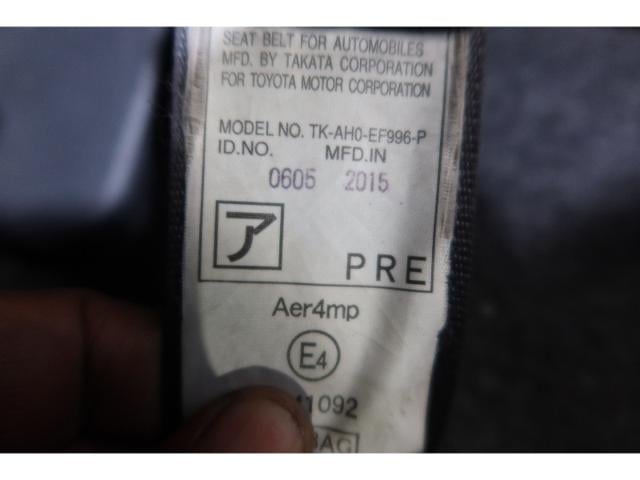 SEAT BELT FOR AUTOMOBILES
MFD. BY TAKATA CORPORATION
FOR TOYOTA MOTOR CORPORATION
MODEL NO. TK-AH0-EF996-P
ID.NO. MFD.IN
0605 2015
ア PRE
Aer4mp
E4